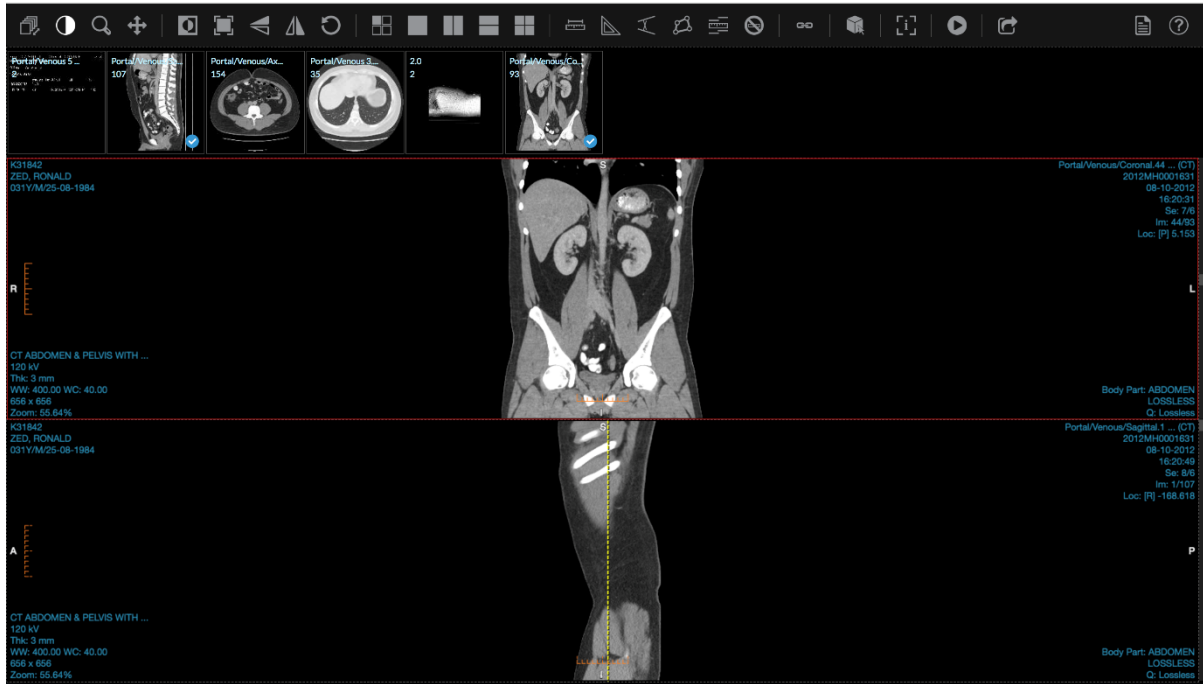 Portal/Venous 5 ...
2
Portal/Venous/Sa...
107
Portal/Venous/Ax...
154
Portal/Venous 3....
35
2.0
2
Portal/Venous/Co...
93
K31842
ZED, RONALD
031Y/M/25-08-1984
S
Portal/Venous/Coronal.44 ... (CT)
2012MH0001631
08-10-2012
16:20:31
Se: 7/6
Im: 44/93
Loc: [P] 5.153
R
L
CT ABDOMEN & PELVIS WITH ...
120 kV
Thk: 3 mm
WW: 400.00 WC: 40.00
656 x 656
Zoom: 55.64%
I
Body Part: ABDOMEN
LOSSLESS
Q: Lossless
K31842
ZED, RONALD
031Y/M/25-08-1984
S
Portal/Venous/Sagittal.1 ... (CT)
2012MH0001631
08-10-2012
16:20:49
Se: 8/6
Im: 1/107
Loc: [R] -168.618
A
P
CT ABDOMEN & PELVIS WITH ...
120 kV
Thk: 3 mm
WW: 400.00 WC: 40.00
656 x 656
Zoom: 55.64%
I
Body Part: ABDOMEN
LOSSLESS
Q: Lossless